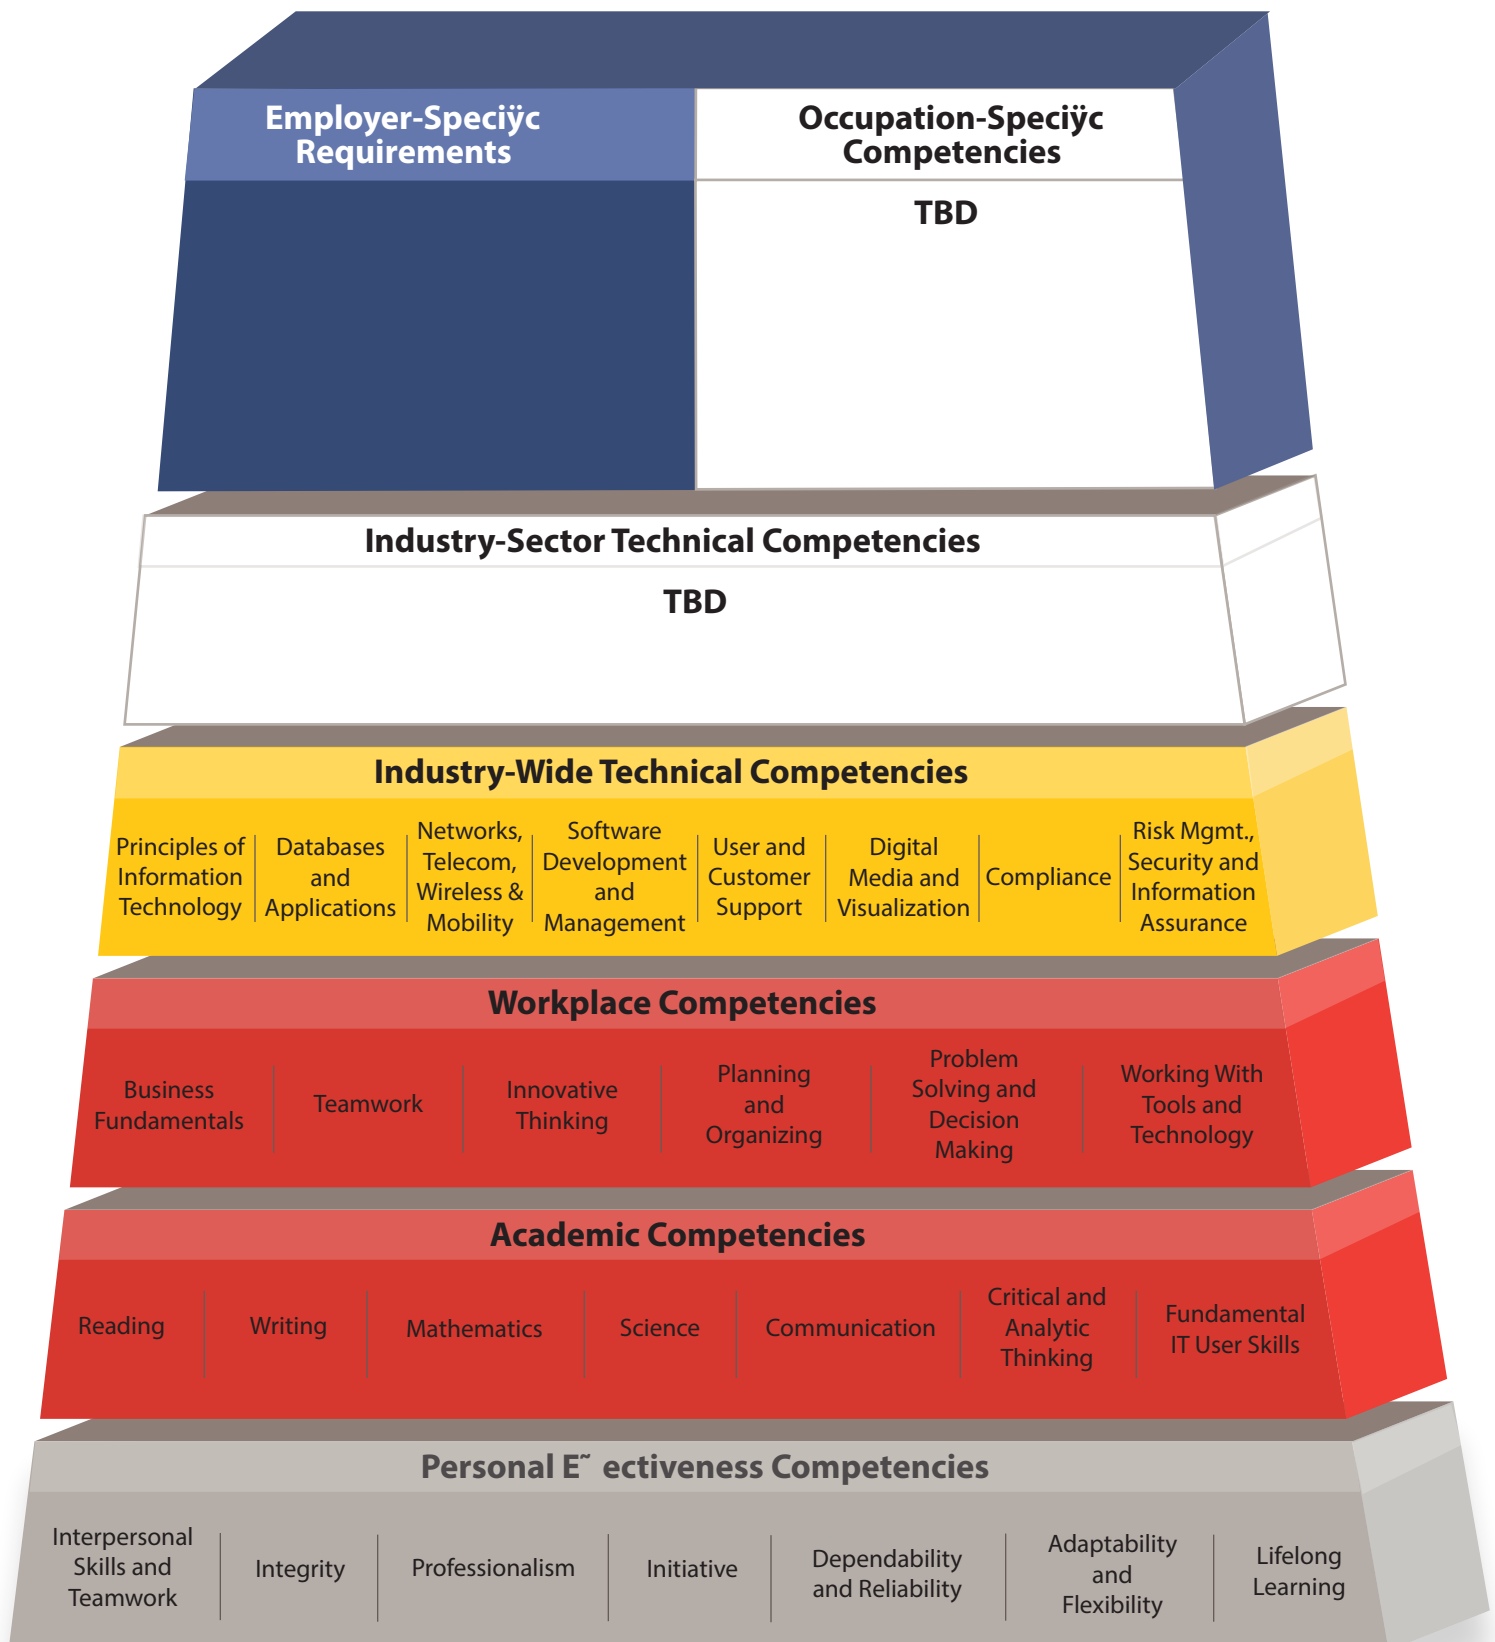 Employer-Speciÿc
Requirements
Occupation-Speciÿc
Competencies
TBD
Industry-Sector Technical Competencies
TBD
Industry-Wide Technical Competencies
Principles of
Information
Technology
Databases
and
Applications
Networks,
Telecom,
Wireless &
Mobility
Software
Development
and
Management
User and
Customer
Support
Digital
Media and
Visualization
Compliance
Risk Mgmt.,
Security and
Information
Assurance
Workplace Competencies
Business
Fundamentals
Teamwork
Innovative
Thinking
Planning
and
Organizing
Problem
Solving and
Decision
Making
Working With
Tools and
Technology
Academic Competencies
Reading
Writing
Mathematics
Science
Communication
Critical and
Analytic
Thinking
Fundamental
IT User Skills
Personal E˜ ectiveness Competencies
Interpersonal
Skills and
Teamwork
Integrity
Professionalism
Initiative
Dependability
and Reliability
Adaptability
and
Flexibility
Lifelong
Learning